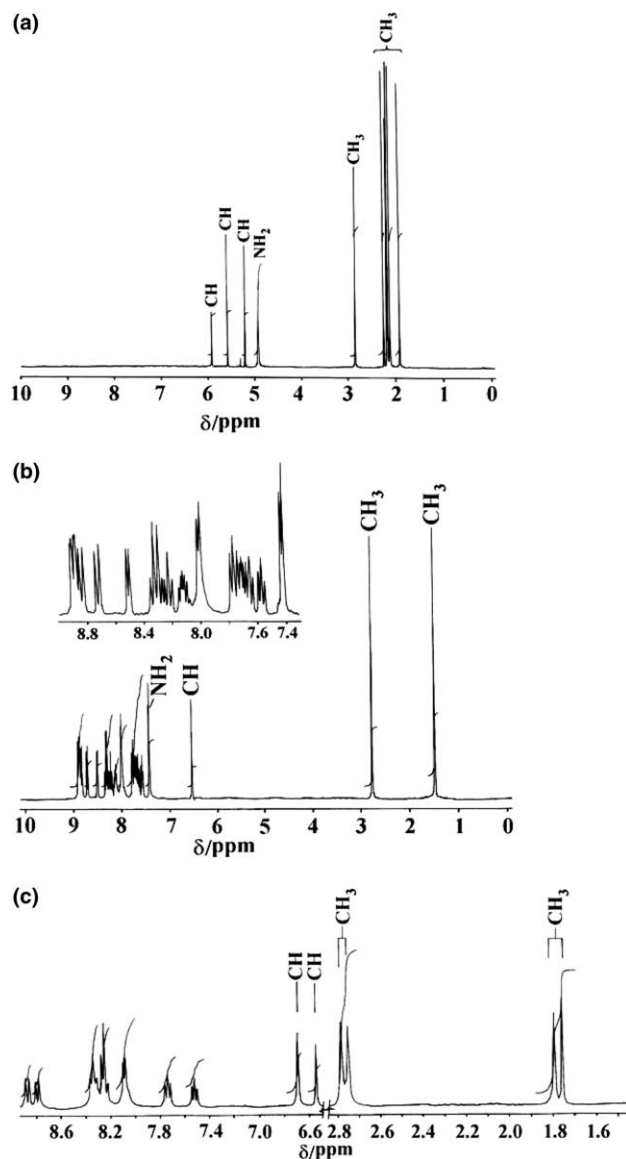 (a)
CH₃
CH₃
CH
CH
CH
NH₂
10 9 8 7 6 5 4 3 2 1 0
δ/ppm
(b)
CH₃
CH₃
8.8 8.4 8.0 7.6 7.4
NH₂
CH
10 9 8 7 6 5 4 3 2 1 0
δ/ppm
(c)
CH₃
CH₃
CH
CH
8.6 8.2 7.8 7.4 7.0 6.6 2.8 2.6 2.4 2.2 2.0 1.8 1.6
δ/ppm